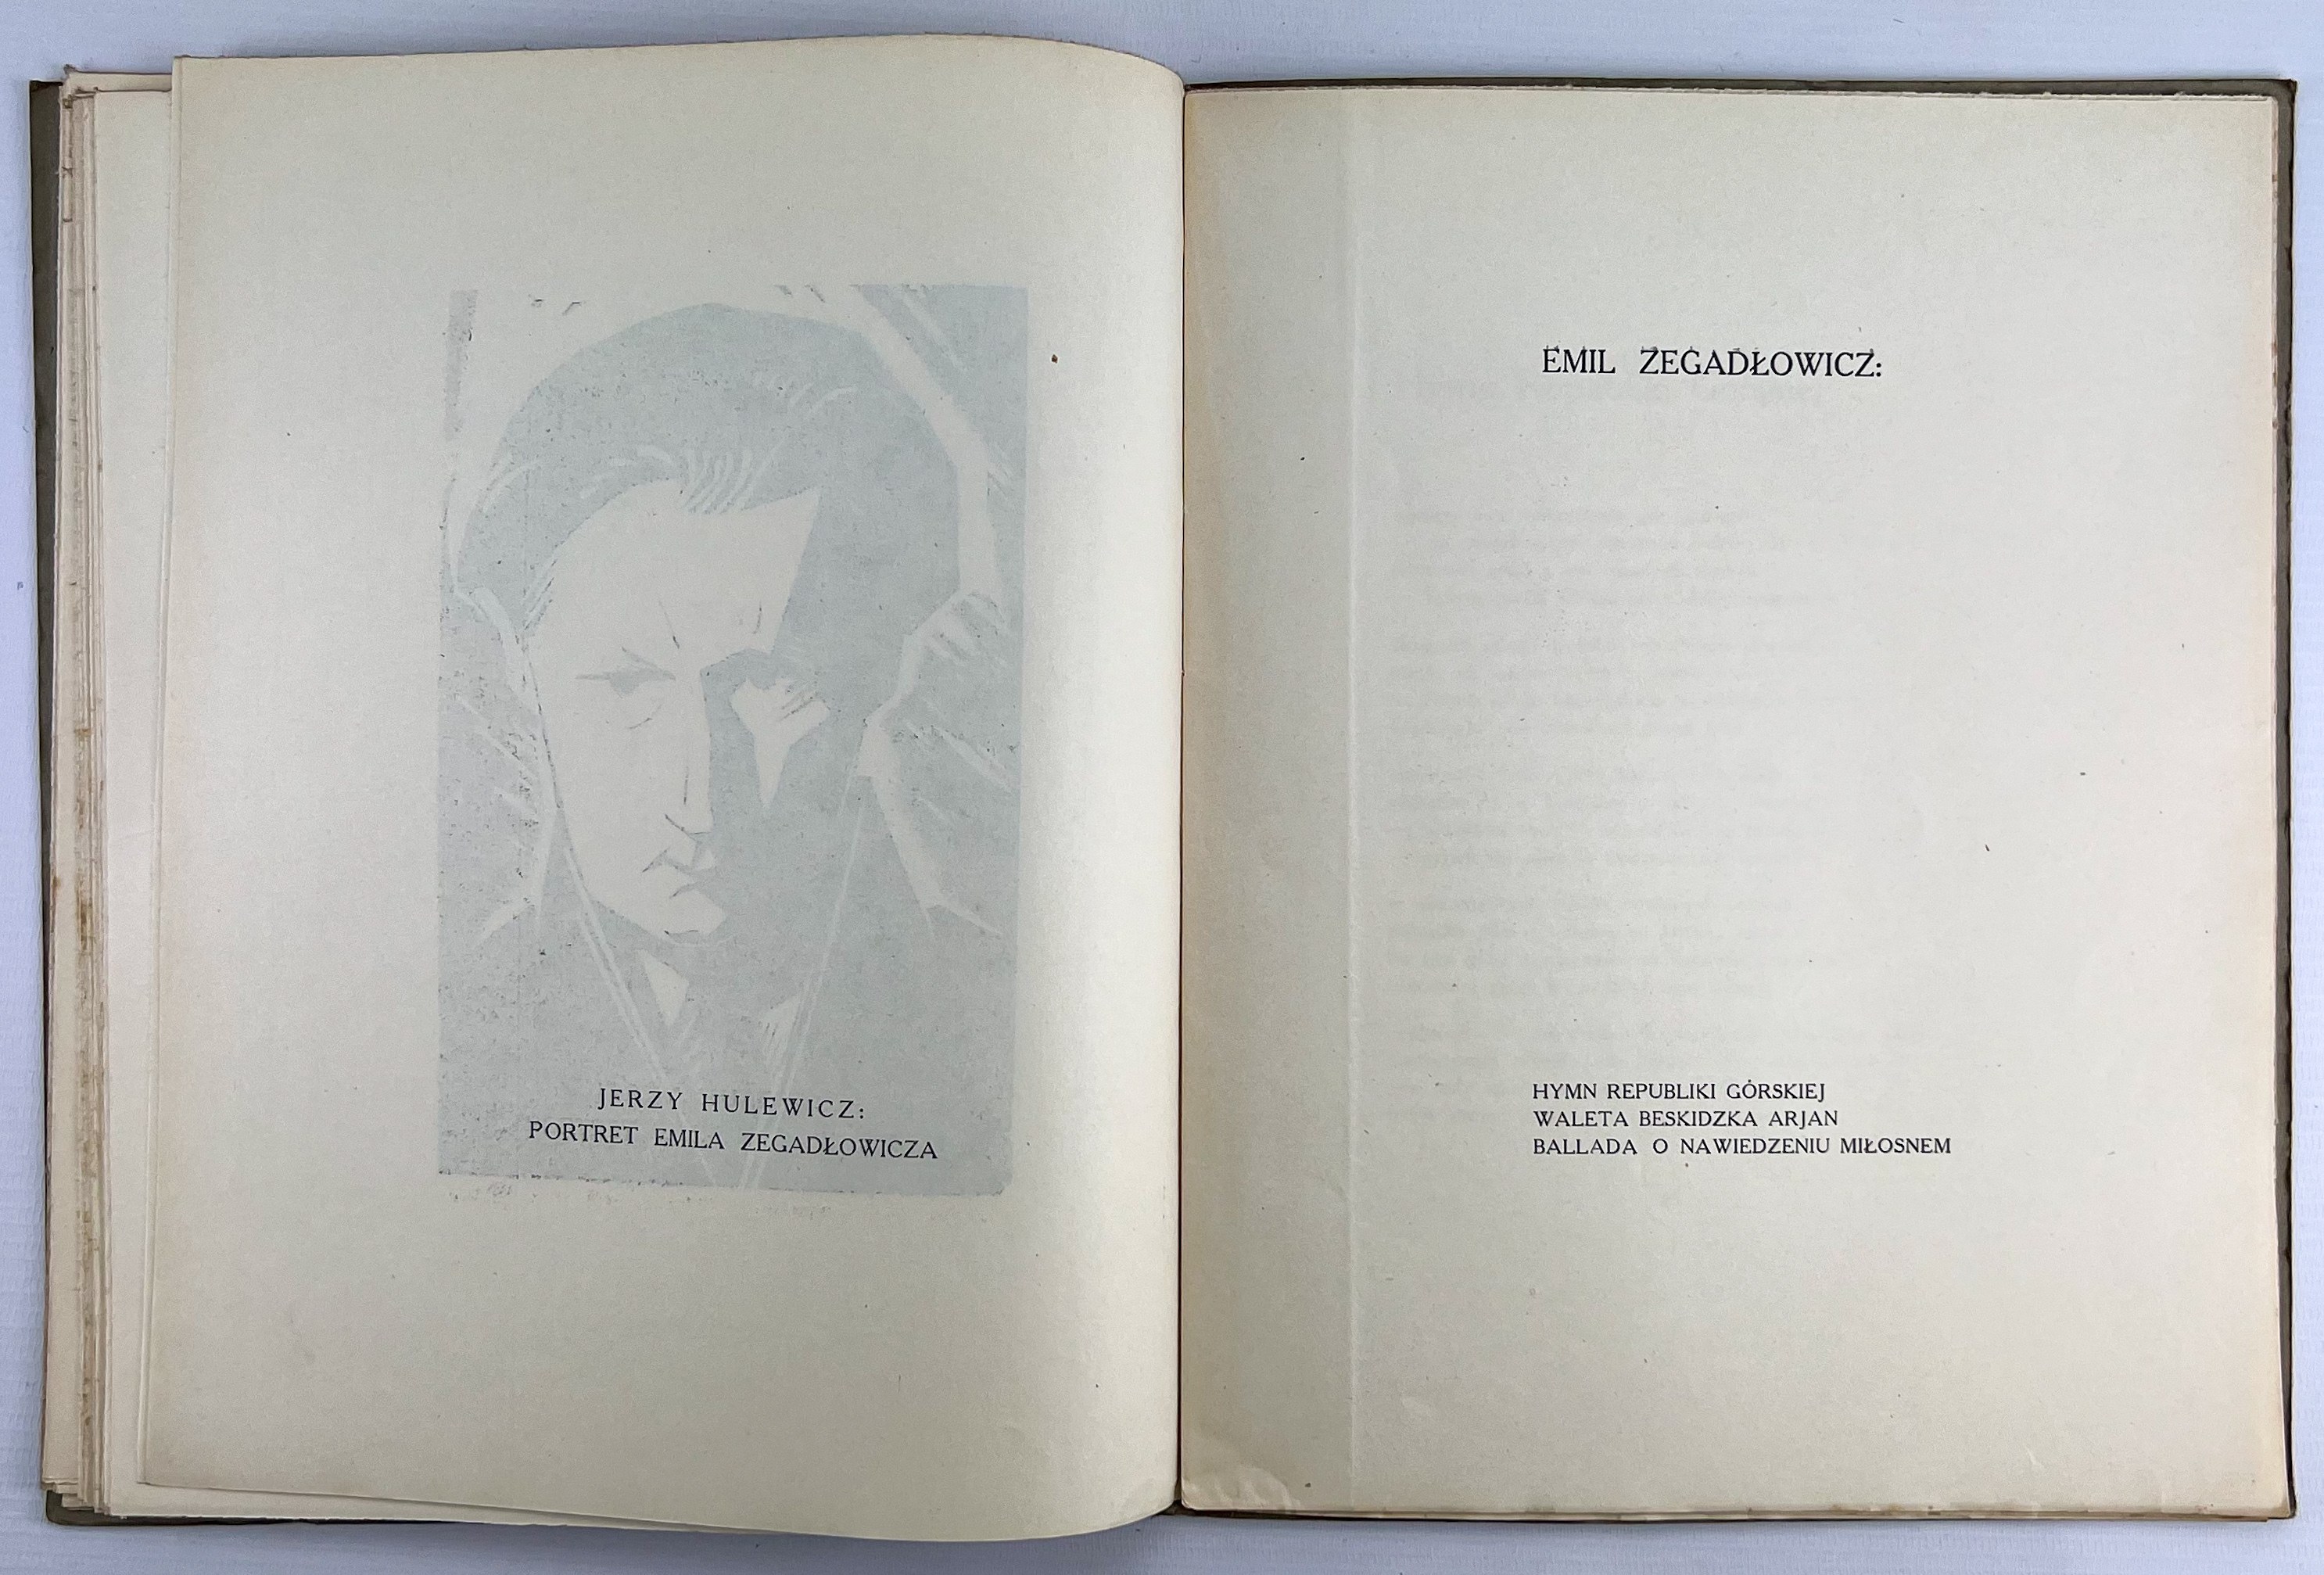 JERZY HULEWICZ:
PORTRET EMILA ZEGADŁOWICZA
EMIL ZEGADŁOWICZ:
HYMN REPUBLIKI GÓRSKIEJ
WALETA BESKIDZKA ARJAN
BALLADA O NAWIEDZENIU MIŁOSNEM